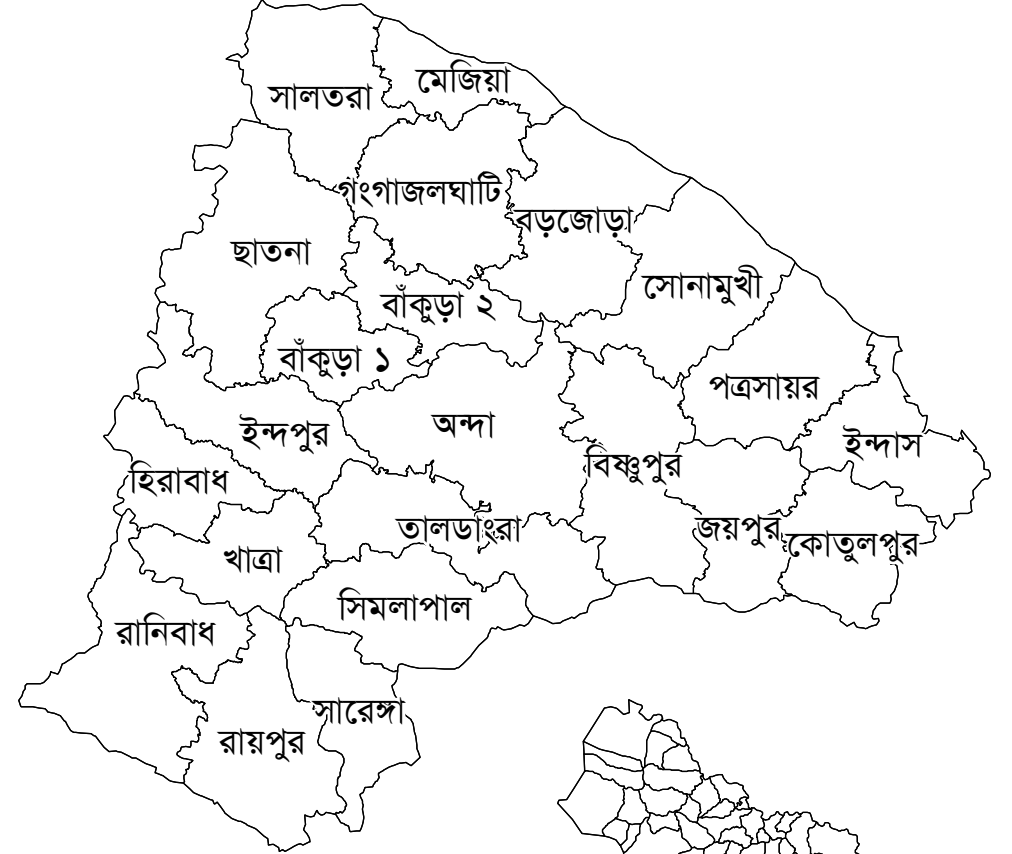 মেজিয়া
সালতরা
গংগাজলঘাটি
বড়জোড়া
ছাতনা
সোনামুখী
বাঁকুড়া ২
বাঁকুড়া ১
পত্রসায়র
অন্দা
ইন্দপুর
ইন্দাস
বিষ্ণুপুর
হিরাবাধ
তালডাংরা
জয়পুর
কোতুলপুর
খাত্রা
সিমলাপাল
রানিবাধ
সারেঙ্গা
রায়পুর